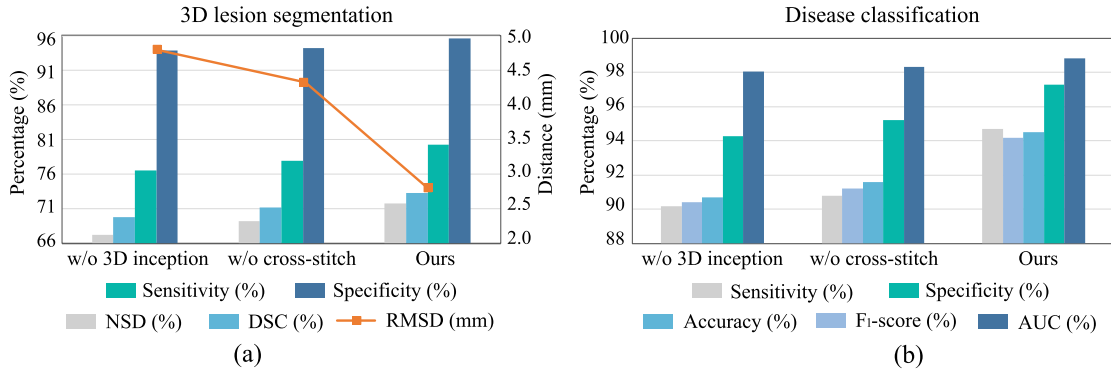 3D lesion segmentation
Percentage (%)
96
91
86
81
76
71
66
5.0
4.5
4.0
3.5
3.0
2.5
2.0
Distance (mm)
w/o 3D inception w/o cross-stitch Ours
Sensitivity (%) Specificity (%)
NSD (%) DSC (%) RMSD (mm)
(a)
Disease classification
Percentage (%)
100
98
96
94
92
90
88
w/o 3D inception w/o cross-stitch Ours
Sensitivity (%) Specificity (%)
Accuracy (%) F₁-score (%) AUC (%)
(b)